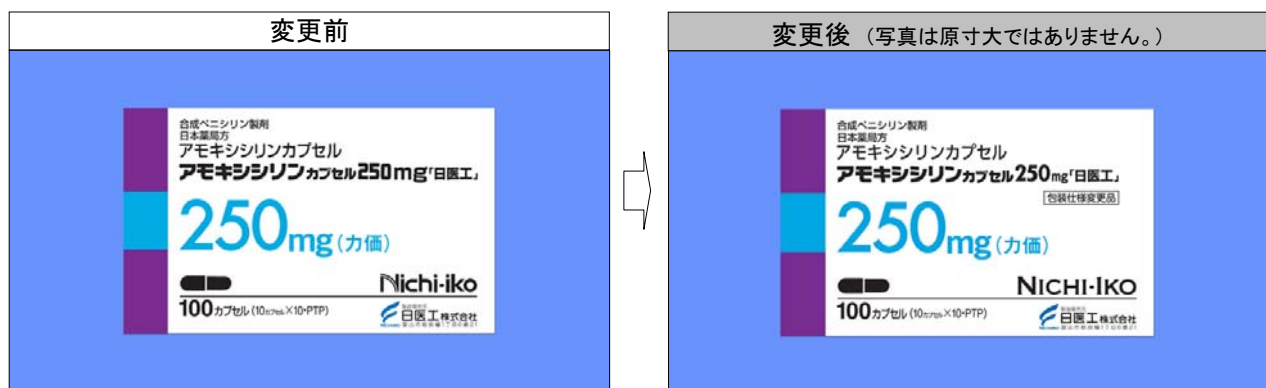 変更前
合成ペニシリン製剤
日本薬局方
アモキシシリンカプセル
アモキシシリンカプセル250mg「日医工」
250mg(力価)
Nichi-iko
100カプセル(10カプセル×10・PTP)
日医工株式会社
変更後 (写真は原寸大ではありません。)
合成ペニシリン製剤
日本薬局方
アモキシシリンカプセル
アモキシシリンカプセル250mg「日医工」
包装仕様変更品
250mg(力価)
NICHI-IKO
100カプセル(10カプセル×10・PTP)
日医工株式会社